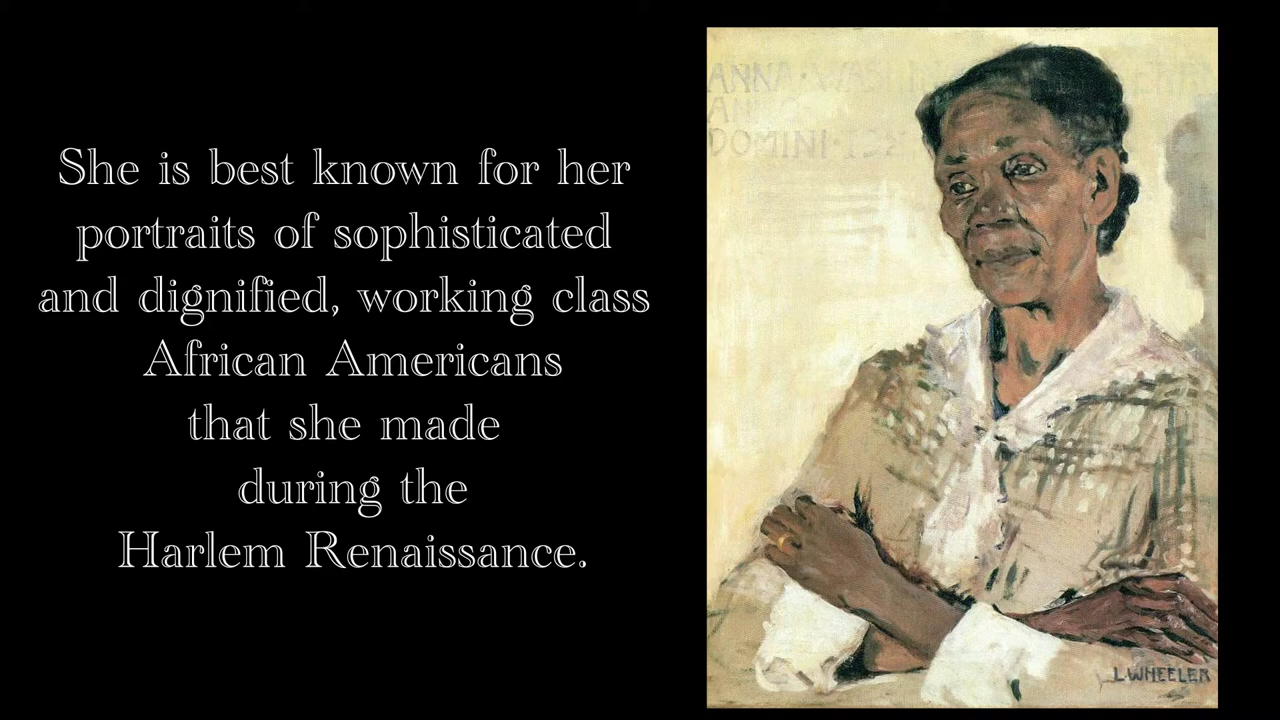 She is best known for her
portraits of sophisticated
and dignified, working class
African Americans
that she made
during the
Harlem Renaissance.
ANNA
DOMINI
L.WHEELER